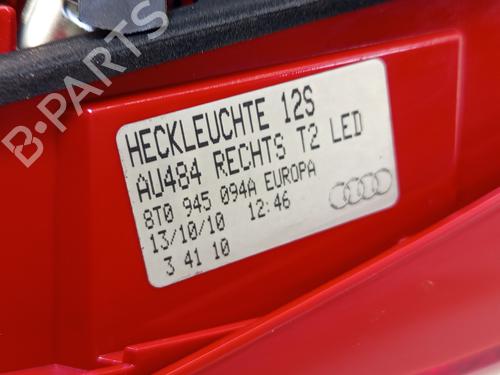 B-PARTS
HECKLEUCHTE 12S
AU484 RECHTS T2 LED
8T0 945 094A EUROPA
13/10/10 12:46
3 41 10